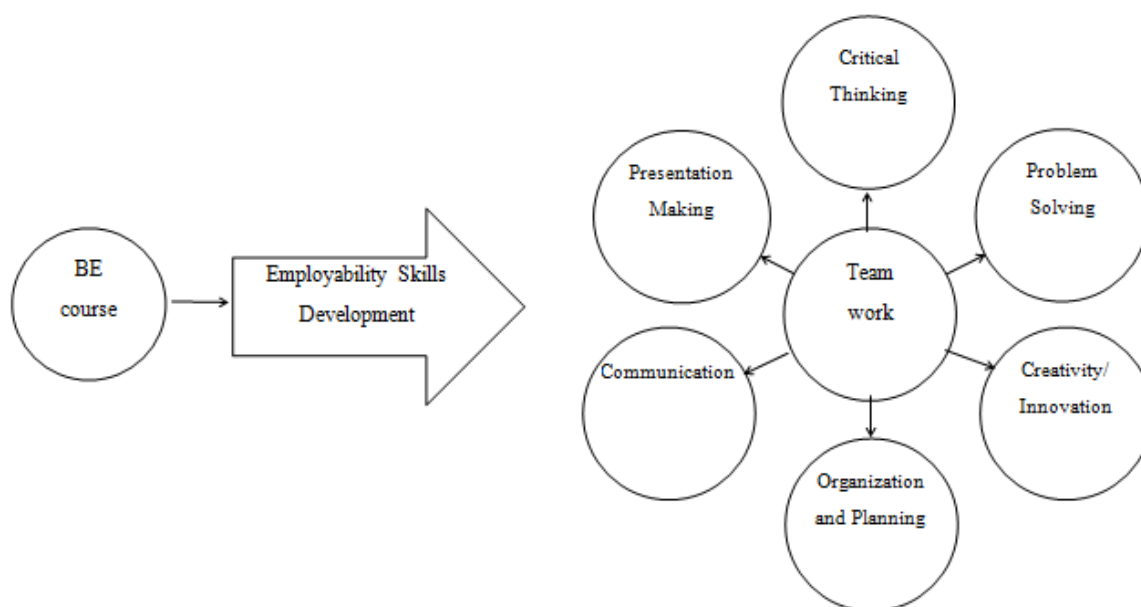 BE
course
Employability Skills
Development
Critical
Thinking
Presentation
Making
Problem
Solving
Team
work
Communication
Creativity/
Innovation
Organization
and Planning